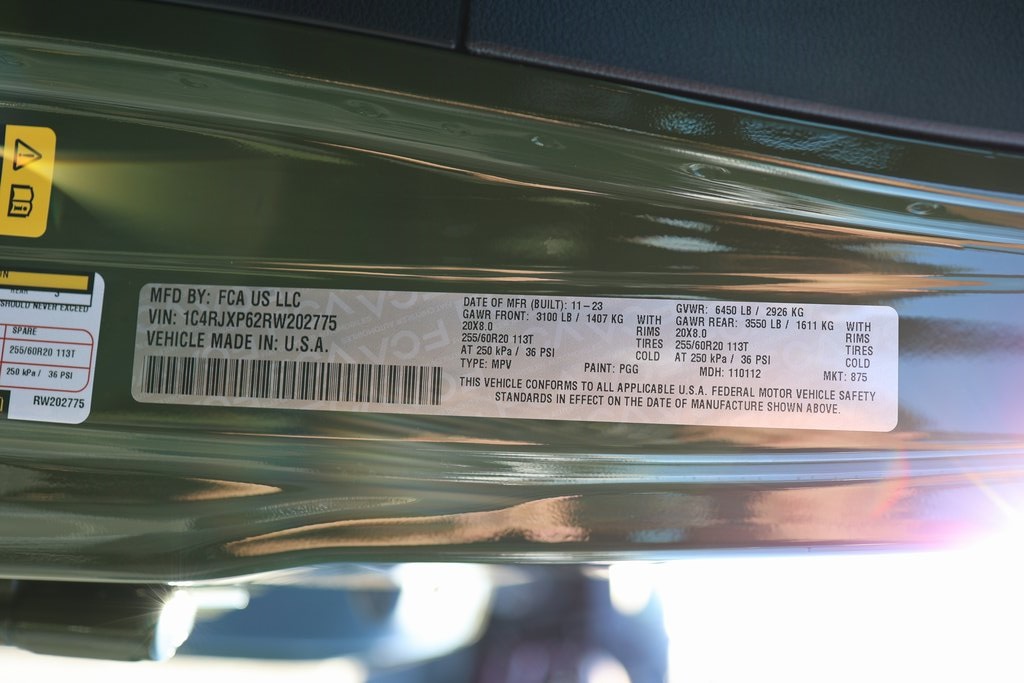 SHOULD NEVER EXCEED
SPARE
255/60R20 113T
250 kPa / 36 PSI
RW202775
MFD BY: FCA US LLC
VIN: 1C4RJXP62RW202775
VEHICLE MADE IN: U.S.A.
DATE OF MFR (BUILT): 11-23
GAWR FRONT: 3100 LB / 1407 KG
20X8.0
255/60R20 113T
AT 250 kPa / 36 PSI
WITH
RIMS
TIRES
COLD
TYPE: MPV
PAINT: PGG
GVWR: 6450 LB / 2926 KG
GAWR REAR: 3550 LB / 1611 KG
20X8.0
255/60R20 113T
AT 250 kPa / 36 PSI
WITH
RIMS
TIRES
COLD
MDH: 110112
MKT: 875
THIS VEHICLE CONFORMS TO ALL APPLICABLE U.S.A. FEDERAL MOTOR VEHICLE SAFETY
STANDARDS IN EFFECT ON THE DATE OF MANUFACTURE SHOWN ABOVE.